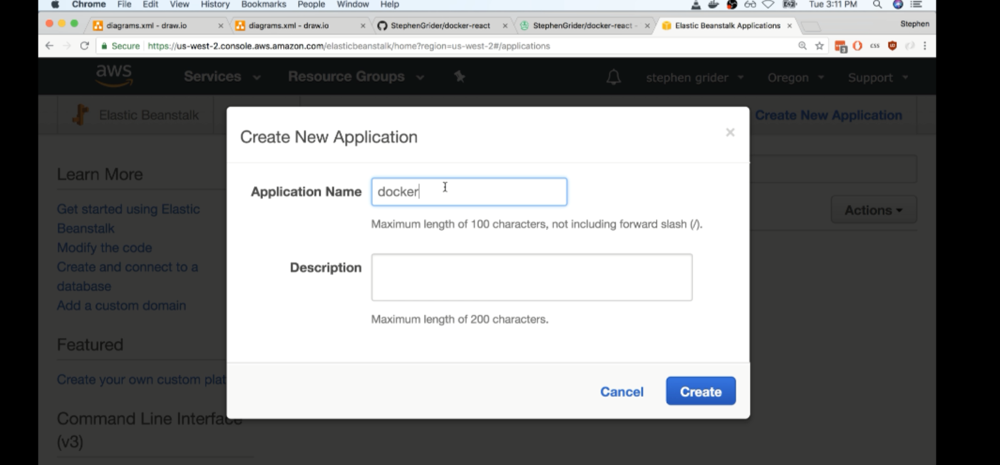 Chrome File Edit View History Bookmarks People Window Help Tue 3:11 PM
diagrams.xml - draw.io × diagrams.xml - draw.io × StephenGrider/docker-react × StephenGrider/docker-react - × Elastic Beanstalk Applications × Stephen
Secure https://us-west-2.console.aws.amazon.com/elasticbeanstalk/home?region=us-west-2#/applications 3 css
aws Services Resource Groups stephen grider Oregon Support
Elastic Beanstalk Create New Application
Create New Application ×
Application Name docker
Maximum length of 100 characters, not including forward slash (/).
Description
Maximum length of 200 characters.
Cancel Create
Learn More
Get started using Elastic
Beanstalk
Modify the code
Create and connect to a
database
Add a custom domain
Featured
Create your own custom plat
Command Line Interface
(v3)
Actions